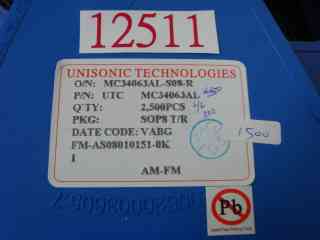 12511
UNISONIC TECHNOLOGIES
O/N: MC34063AL-S08-R
P/N: UTC MC34063AL
Q'TY: 2,500PCS
PKG: SOP8 T/R
DATE CODE: VABG
FM-AS08010151-0K
1
AM-FM
1500
Pb